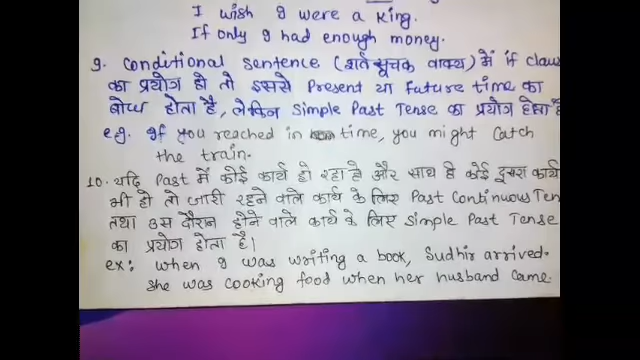 I wish I were a king.
If only I had enough money.
9. Conditional sentence (शर्त सूचक वाक्य) में if claus
का प्रयोग हो तो इससे Present या Future time का
बोध होता है, लेकिन Simple Past Tense का प्रयोग होता है
eg. If you reached in time, you might catch
the train.
10. यदि Past में कोई कार्य हो रहा हो और साथ ही कोई दूसरा कार्य
भी हो तो जारी रहने वाले कार्य के लिए Past Continuous Ten
तथा उस दौरान होने वाले कार्य के लिए Simple Past Tense
का प्रयोग होता है।
ex: when I was writing a book, Sudhir arrived.
She was cooking food when her husband came.